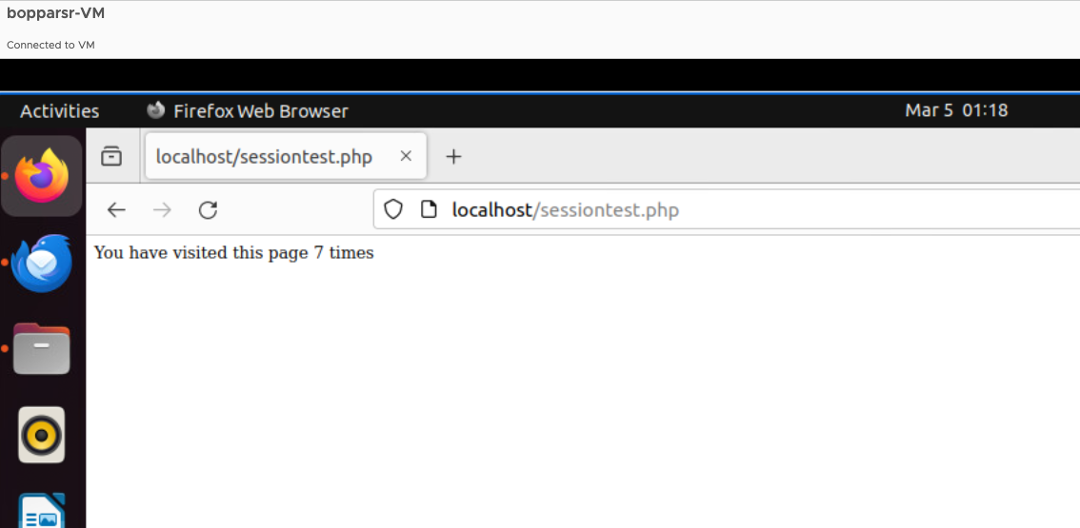 bopparsr-VM
Connected to VM
Activities Firefox Web Browser Mar 5 01:18
localhost/sessiontest.php
localhost/sessiontest.php
You have visited this page 7 times